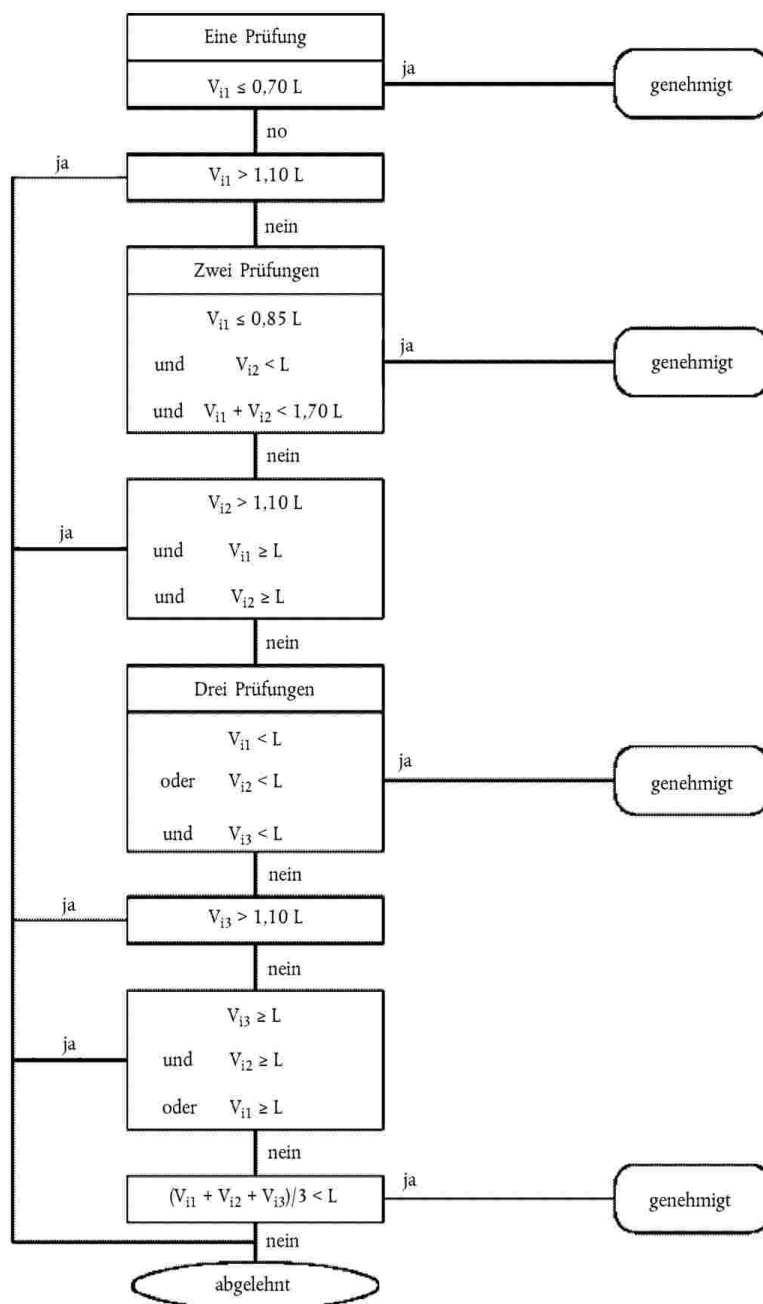 Eine Prüfung
V_i1 ≤ 0,70 L
ja
genehmigt
no
ja
V_i1 > 1,10 L
nein
Zwei Prüfungen
V_i1 ≤ 0,85 L
und V_i2 < L
und V_i1 + V_i2 < 1,70 L
ja
genehmigt
nein
V_i2 > 1,10 L
ja
und V_i1 ≥ L
und V_i2 ≥ L
nein
Drei Prüfungen
V_i1 < L
oder V_i2 < L
und V_i3 < L
ja
genehmigt
nein
ja
V_i3 > 1,10 L
nein
V_i3 ≥ L
ja
und V_i2 ≥ L
oder V_i1 ≥ L
nein
(V_i1 + V_i2 + V_i3)/3 < L
ja
genehmigt
nein
abgelehnt